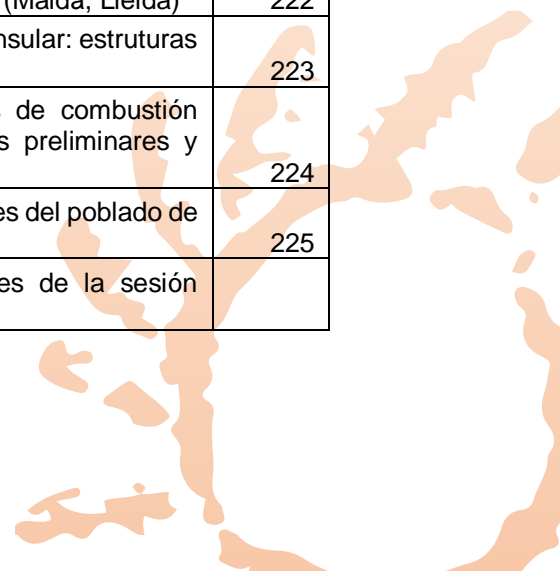 (Maldà, Lleida) 222
nsular: estruturas
223
de combustión
s preliminares y
224
es del poblado de
225
es de la sesión